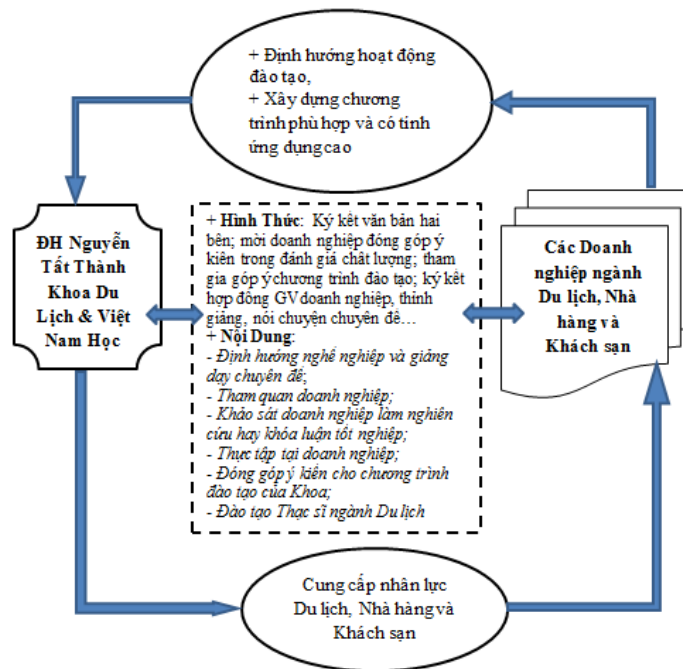 + Định hướng hoạt động
đào tạo,
+ Xây dựng chương
trình phù hợp và có tính
ứng dụng cao
ĐH Nguyễn
Tất Thành
Khoa Du
Lịch & Việt
Nam Học
+ Hình Thức: Ký kết văn bản hai
bên; mời doanh nghiệp đóng góp ý
kiến trong đánh giá chât lượng; tham
gia góp ý chương trình đào tạo; ký kết
hợp đồng GV doanh nghiệp, thỉnh
giảng, nói chuyện chuyên đề…
+ Nội Dung:
- Định hướng nghề nghiệp và giảng
dạy chuyên đề;
- Tham quan doanh nghiệp;
- Khảo sát doanh nghiệp làm nghiên
cứu hay khóa luận tốt nghiệp;
- Thực tập tại doanh nghiệp;
- Đóng góp ý kiến cho chương trình
đào tạo của Khoa;
- Đào tạo Thạc sĩ ngành Du lịch
Các Doanh
nghiệp ngành
Du lịch, Nhà
hàng và
Khách sạn
Cung cấp nhân lực
Du lịch, Nhà hàng và
Khách sạn